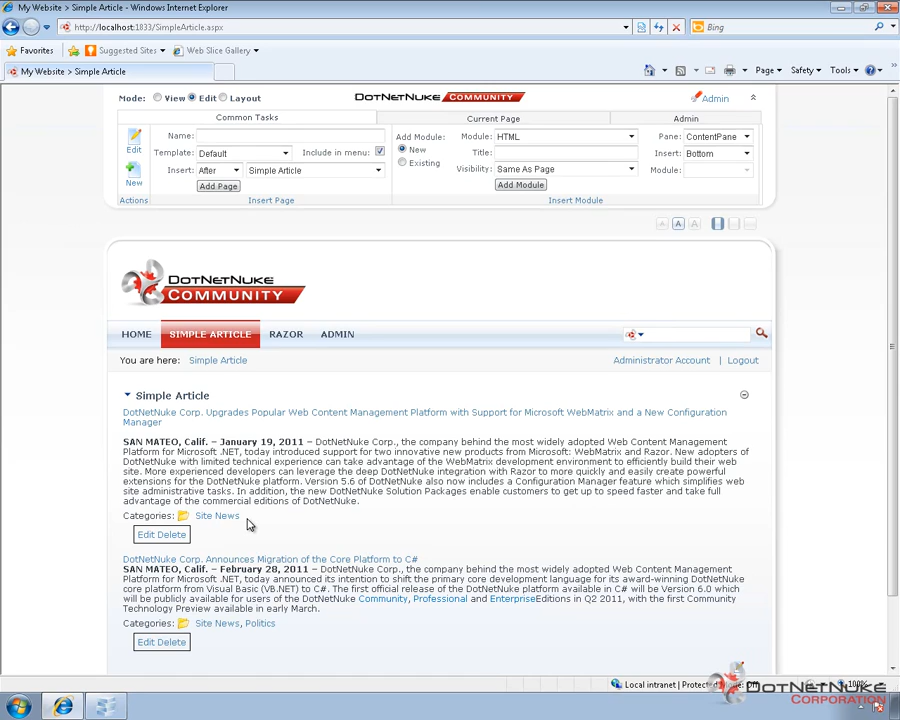 My Website > Simple Article - Windows Internet Explorer
http://localhost:1833/SimpleArticle.aspx
Bing
Favorites Suggested Sites Web Slice Gallery
My Website > Simple Article
Page Safety Tools
Mode: View Edit Layout
DOTNETNUKE COMMUNITY
Admin
Common Tasks Current Page Admin
Edit
New
Actions
Name:
Template: Default Include in menu:
Insert: After Simple Article
Add Page
Insert Page
Add Module: Module: HTML
New Title:
Existing Visibility: Same As Page
Add Module
Pane: ContentPane
Insert: Bottom
Module:
Insert Module
A A A
DOTNETNUKE
COMMUNITY
HOME SIMPLE ARTICLE RAZOR ADMIN
You are here: Simple Article
Administrator Account | Logout
Simple Article
DotNetNuke Corp. Upgrades Popular Web Content Management Platform with Support for Microsoft WebMatrix and a New Configuration
Manager
SAN MATEO, Calif. – January 19, 2011 – DotNetNuke Corp., the company behind the most widely adopted Web Content Management
Platform for Microsoft .NET, today introduced support for two innovative new products from Microsoft: WebMatrix and Razor. New adopters of
DotNetNuke with limited technical experience can take advantage of the WebMatrix development environment to efficiently build their web
site. More experienced developers can leverage the deep DotNetNuke integration with Razor to more quickly and easily create powerful
extensions for the DotNetNuke platform. Version 5.6 of DotNetNuke also now includes a Configuration Manager feature which simplifies web
site administrative tasks. In addition, the new DotNetNuke Solution Packages enable customers to get up to speed faster and take full
advantage of the commercial editions of DotNetNuke.
Categories: Site News
Edit Delete
DotNetNuke Corp. Announces Migration of the Core Platform to C#
SAN MATEO, Calif. – February 28, 2011 – DotNetNuke Corp., the company behind the most widely adopted Web Content Management
Platform for Microsoft .NET, today announced its intention to shift the primary core development language for its award-winning DotNetNuke
core platform from Visual Basic (VB.NET) to C#. The first official release of the DotNetNuke platform available in C# will be Version 6.0 which
will be publicly available for users of the DotNetNuke Community, Professional and EnterpriseEditions in Q2 2011, with the first Community
Technology Preview available in early March.
Categories: Site News, Politics
Edit Delete
Local intranet | Protected Mode: Off
100%
DOTNETNUKE
CORPORATION